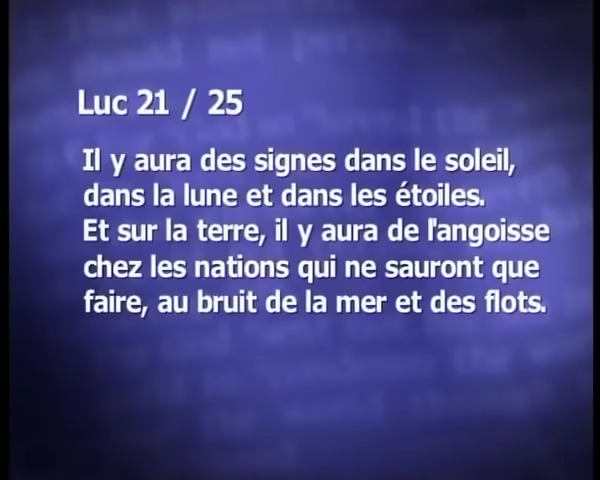 Luc 21 / 25
Il y aura des signes dans le soleil,
dans la lune et dans les étoiles.
Et sur la terre, il y aura de l'angoisse
chez les nations qui ne sauront que
faire, au bruit de la mer et des flots.